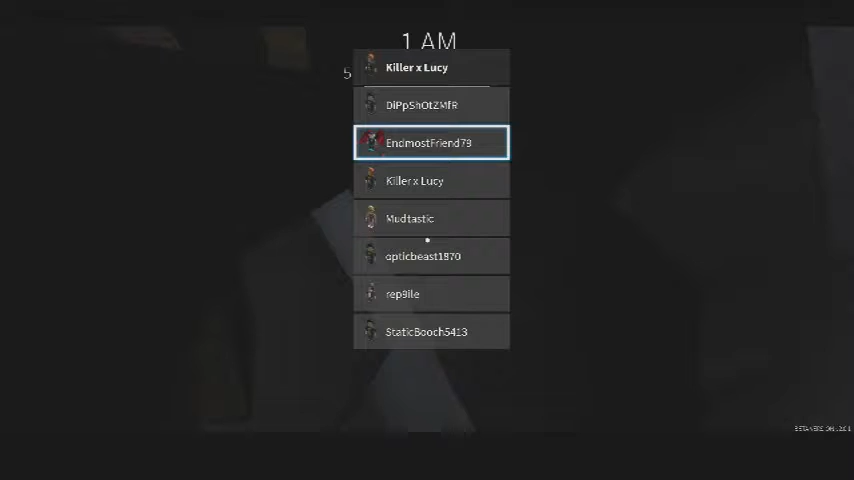 1 AM
5
Killer x Lucy
DiPpShOtZMfR
EndmostFriend79
Killer x Lucy
Mudtastic
opticbeast1870
rep9ile
StaticBooch5413